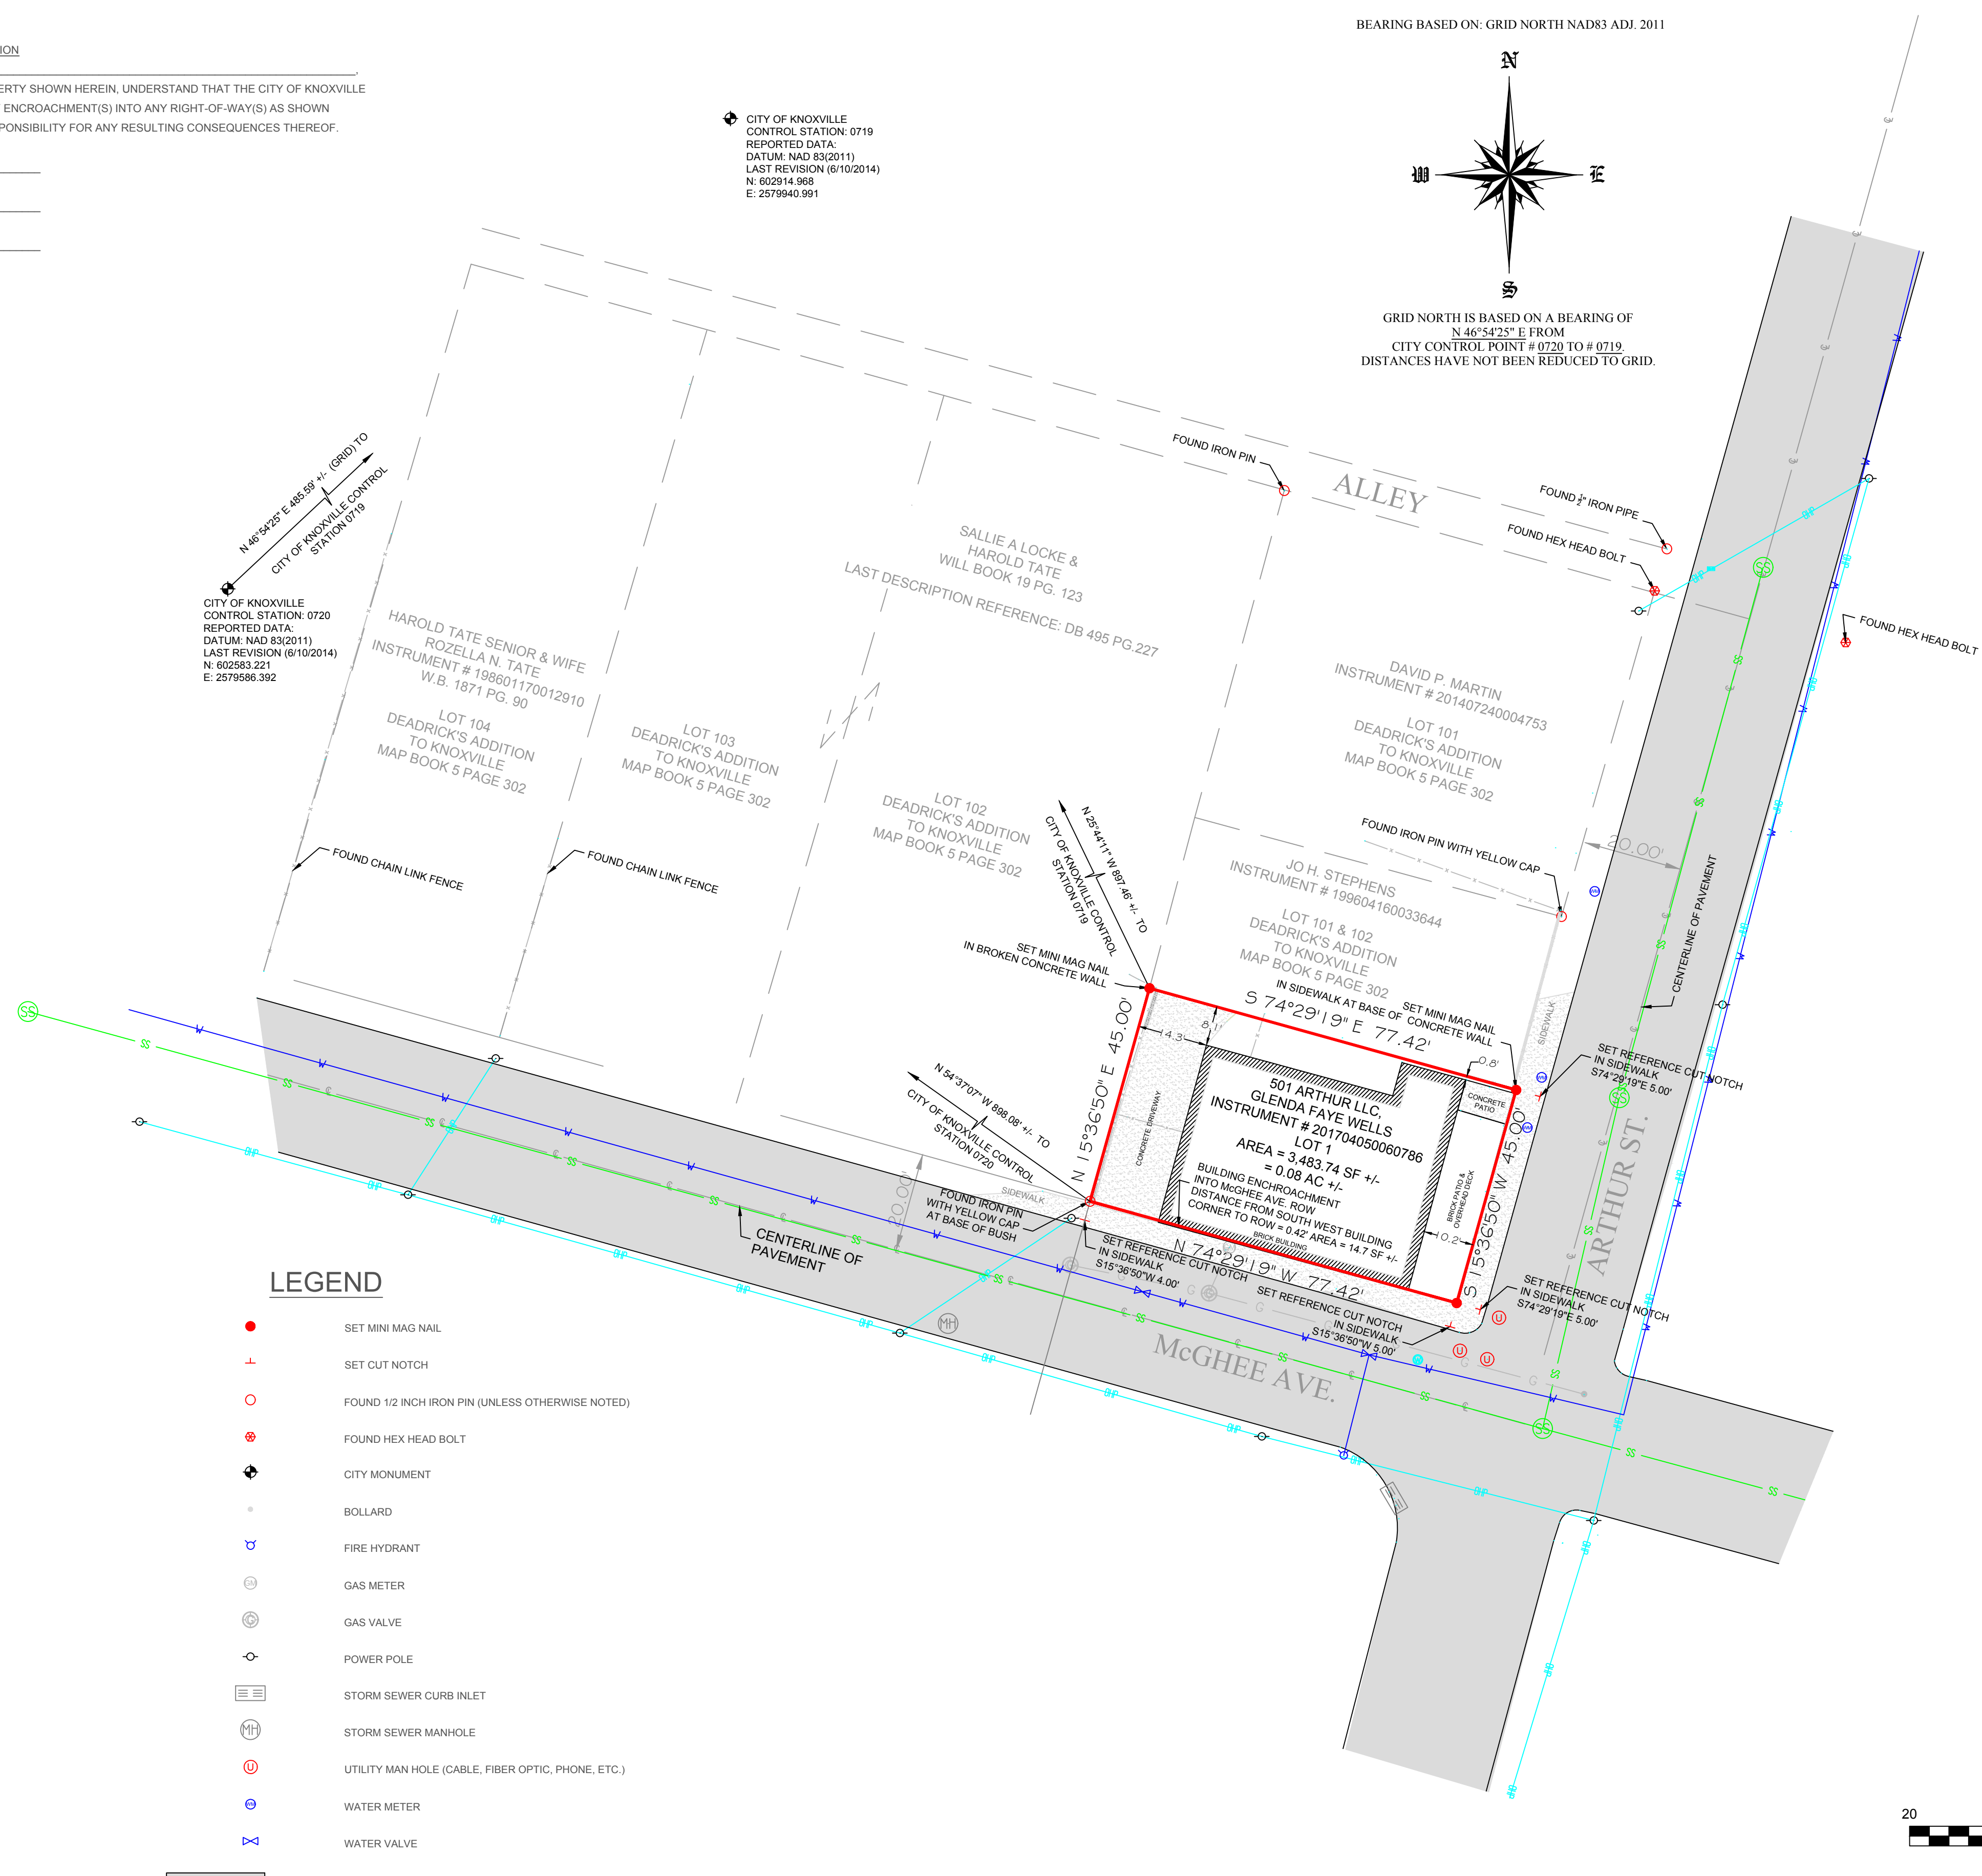 ION
ERTY SHOWN HEREIN, UNDERSTAND THAT THE CITY OF KNOXVILLE
ENCROACHMENT(S) INTO ANY RIGHT-OF-WAY(S) AS SHOWN
PONSIBILITY FOR ANY RESULTING CONSEQUENCES THEREOF.
CITY OF KNOXVILLE
CONTROL STATION: 0719
REPORTED DATA:
DATUM: NAD 83(2011)
LAST REVISION (6/10/2014)
N: 602914.968
E: 2579940.991
BEARING BASED ON: GRID NORTH NAD83 ADJ. 2011
N
W
E
S
GRID NORTH IS BASED ON A BEARING OF
N 46°54'25" E FROM
CITY CONTROL POINT # 0720 TO # 0719.
DISTANCES HAVE NOT BEEN REDUCED TO GRID.
N 46°54'25" E 485.59' +/- (GRID) TO
CITY OF KNOXVILLE CONTROL
STATION 0719
CITY OF KNOXVILLE
CONTROL STATION: 0720
REPORTED DATA:
DATUM: NAD 83(2011)
LAST REVISION (6/10/2014)
N: 602583.221
E: 2579586.392
FOUND IRON PIN
ALLEY
FOUND 1/2" IRON PIPE
FOUND HEX HEAD BOLT
FOUND HEX HEAD BOLT
HAROLD TATE SENIOR & WIFE
ROZELLA N. TATE
INSTRUMENT # 198601170012910
W.B. 1871 PG. 90
LOT 104
DEADRICK'S ADDITION
TO KNOXVILLE
MAP BOOK 5 PAGE 302
LOT 103
DEADRICK'S ADDITION
TO KNOXVILLE
MAP BOOK 5 PAGE 302
SALLIE A LOCKE &
HAROLD TATE
WILL BOOK 19 PG. 123
LAST DESCRIPTION REFERENCE: DB 495 PG.227
LOT 102
DEADRICK'S ADDITION
TO KNOXVILLE
MAP BOOK 5 PAGE 302
DAVID P. MARTIN
INSTRUMENT # 201407240004753
LOT 101
DEADRICK'S ADDITION
TO KNOXVILLE
MAP BOOK 5 PAGE 302
FOUND CHAIN LINK FENCE
FOUND CHAIN LINK FENCE
N 25°44'11" W 897.46' +/- TO
CITY OF KNOXVILLE CONTROL
STATION 0719
FOUND IRON PIN WITH YELLOW CAP
20.00'
CENTERLINE OF PAVEMENT
JO H. STEPHENS
INSTRUMENT # 199604160033644
LOT 101 & 102
DEADRICK'S ADDITION
TO KNOXVILLE
MAP BOOK 5 PAGE 302
SET MINI MAG NAIL
IN BROKEN CONCRETE WALL
SET MINI MAG NAIL
IN SIDEWALK AT BASE OF CONCRETE WALL
S 74°29'19" E 77.42'
N 15°36'50" E 45.00'
14.3'
8.1'
0.8'
SIDEWALK
SET REFERENCE CUT NOTCH
IN SIDEWALK
S74°29'19"E 5.00'
N 54°37'07" W 898.08' +/- TO
CITY OF KNOXVILLE CONTROL
STATION 0720
CONCRETE DRIVEWAY
501 ARTHUR LLC,
GLENDA FAYE WELLS
INSTRUMENT # 201704050060786
LOT 1
AREA = 3,483.74 SF +/-
= 0.08 AC +/-
BUILDING ENCHROACHMENT
INTO McGHEE AVE. ROW
DISTANCE FROM SOUTH WEST BUILDING
CORNER TO ROW = 0.42' AREA = 14.7 SF +/-
BRICK BUILDING
CONCRETE
PATIO
BRICK PATIO &
OVERHEAD DECK
10.2'
S 15°36'50" W 45.00'
ARTHUR ST.
SIDEWALK
20.00'
FOUND IRON PIN
WITH YELLOW CAP
AT BASE OF BUSH
CENTERLINE OF
PAVEMENT
SET REFERENCE CUT NOTCH
IN SIDEWALK
S15°36'50"W 4.00'
N 74°29'19" W 77.42'
SET REFERENCE CUT NOTCH
IN SIDEWALK
S15°36'50"W 5.00'
SET REFERENCE CUT NOTCH
IN SIDEWALK
S74°29'19"E 5.00'
McGHEE AVE.
LEGEND
SET MINI MAG NAIL
SET CUT NOTCH
FOUND 1/2 INCH IRON PIN (UNLESS OTHERWISE NOTED)
FOUND HEX HEAD BOLT
CITY MONUMENT
BOLLARD
FIRE HYDRANT
GM GAS METER
G GAS VALVE
POWER POLE
STORM SEWER CURB INLET
MH STORM SEWER MANHOLE
U UTILITY MAN HOLE (CABLE, FIBER OPTIC, PHONE, ETC.)
WM WATER METER
WATER VALVE
20